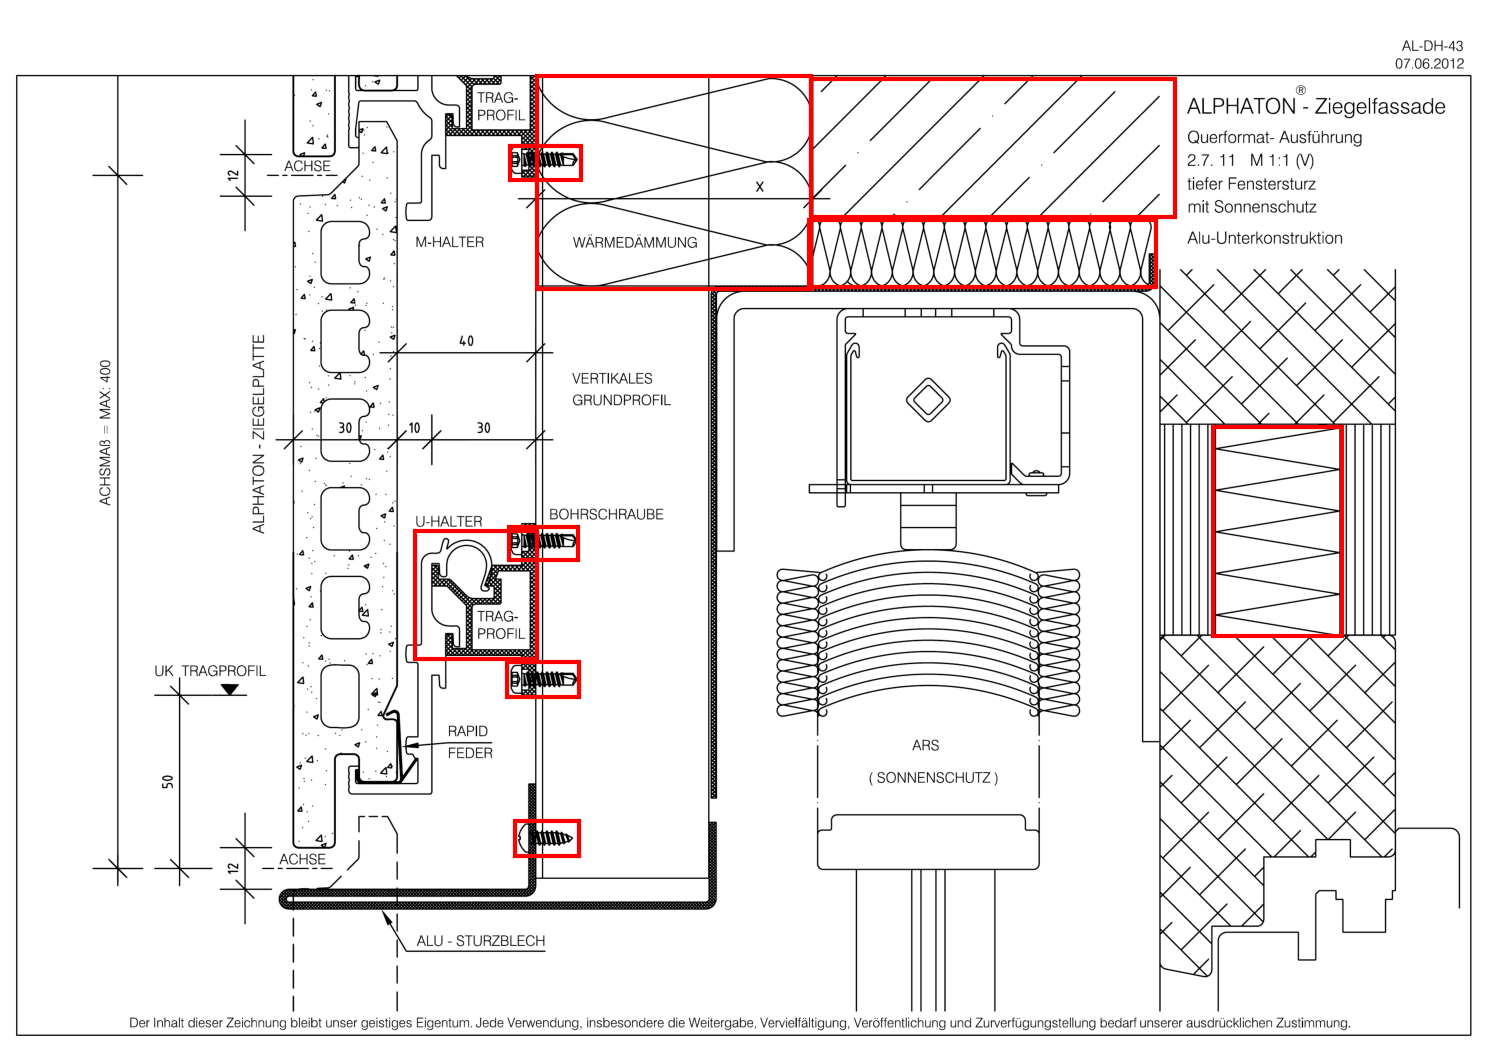 AL-DH-43
07.06.2012
ALPHATON® - Ziegelfassade
Querformat- Ausführung
2.7. 11 M 1:1 (V)
tiefer Fenstersturz
mit Sonnenschutz
Alu-Unterkonstruktion
TRAG-
PROFIL
ACHSE
12
X
M-HALTER
WÄRMEDÄMMUNG
40
VERTIKALES
GRUNDPROFIL
ACHSMAß = MAX: 400
ALPHATON - ZIEGELPLATTE
30
10
30
U-HALTER
BOHRSCHRAUBE
TRAG-
PROFIL
UK TRAGPROFIL
RAPID
FEDER
50
ARS
( SONNENSCHUTZ )
ACHSE
12
ALU - STURZBLECH
Der Inhalt dieser Zeichnung bleibt unser geistiges Eigentum. Jede Verwendung, insbesondere die Weitergabe, Vervielfältigung, Veröffentlichung und Zurverfügungstellung bedarf unserer ausdrücklichen Zustimmung.